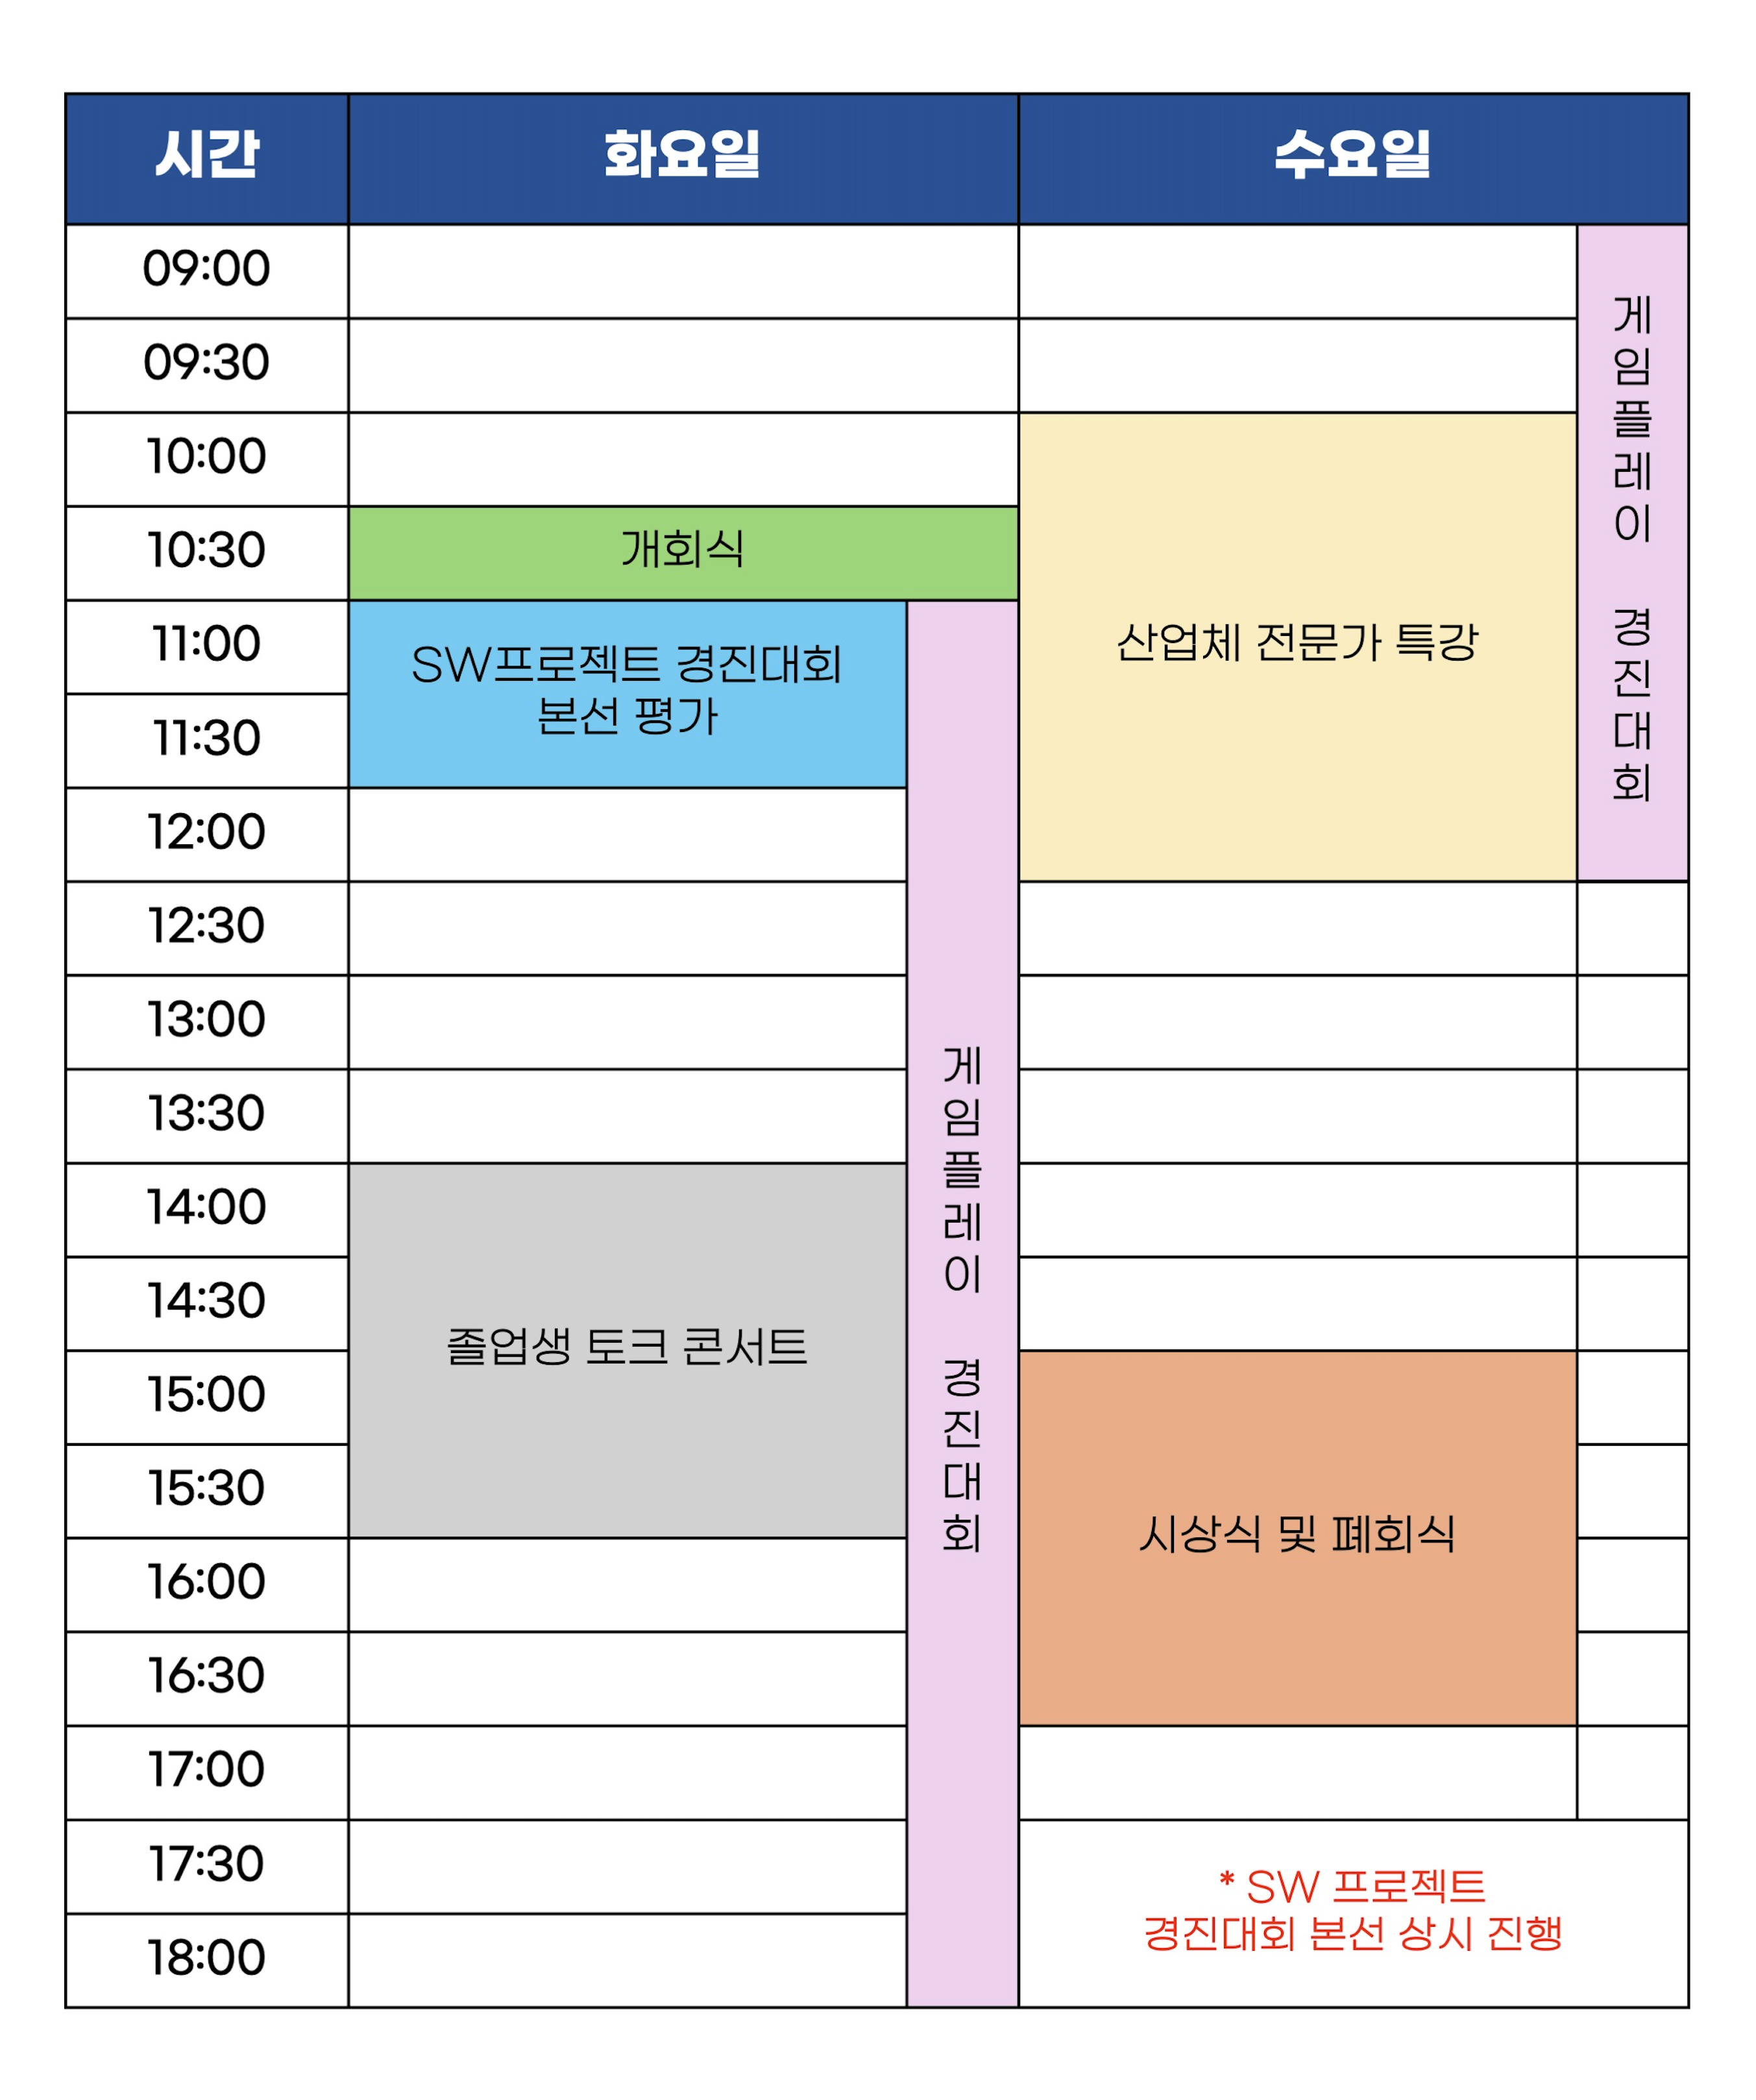 시간 화요일 수요일
09:00
09:30
10:00
10:30 개회식
11:00
SW프로젝트 경진대회
본선 평가
11:30
산업체 전문가 특강
게임플레이 경진대회
12:00
12:30
13:00
13:30
14:00
14:30
졸업생 토크 콘서트
게임플레이 경진대회
15:00
15:30
시상식 및 폐회식
16:00
16:30
17:00
17:30
* SW 프로젝트
경진대회 본선 상시 진행
18:00